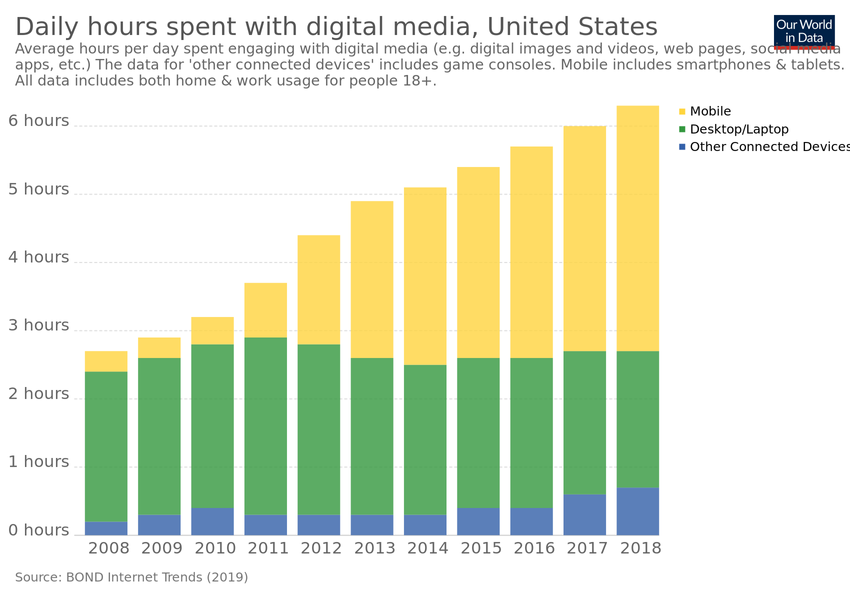 Daily hours spent with digital media, United States
Our World
in Data
Average hours per day spent engaging with digital media (e.g. digital images and videos, web pages, social media
apps, etc.) The data for 'other connected devices' includes game consoles. Mobile includes smartphones & tablets.
All data includes both home & work usage for people 18+.
Mobile
Desktop/Laptop
Other Connected Devices
6 hours
5 hours
4 hours
3 hours
2 hours
1 hours
0 hours
2008 2009 2010 2011 2012 2013 2014 2015 2016 2017 2018
Source: BOND Internet Trends (2019)